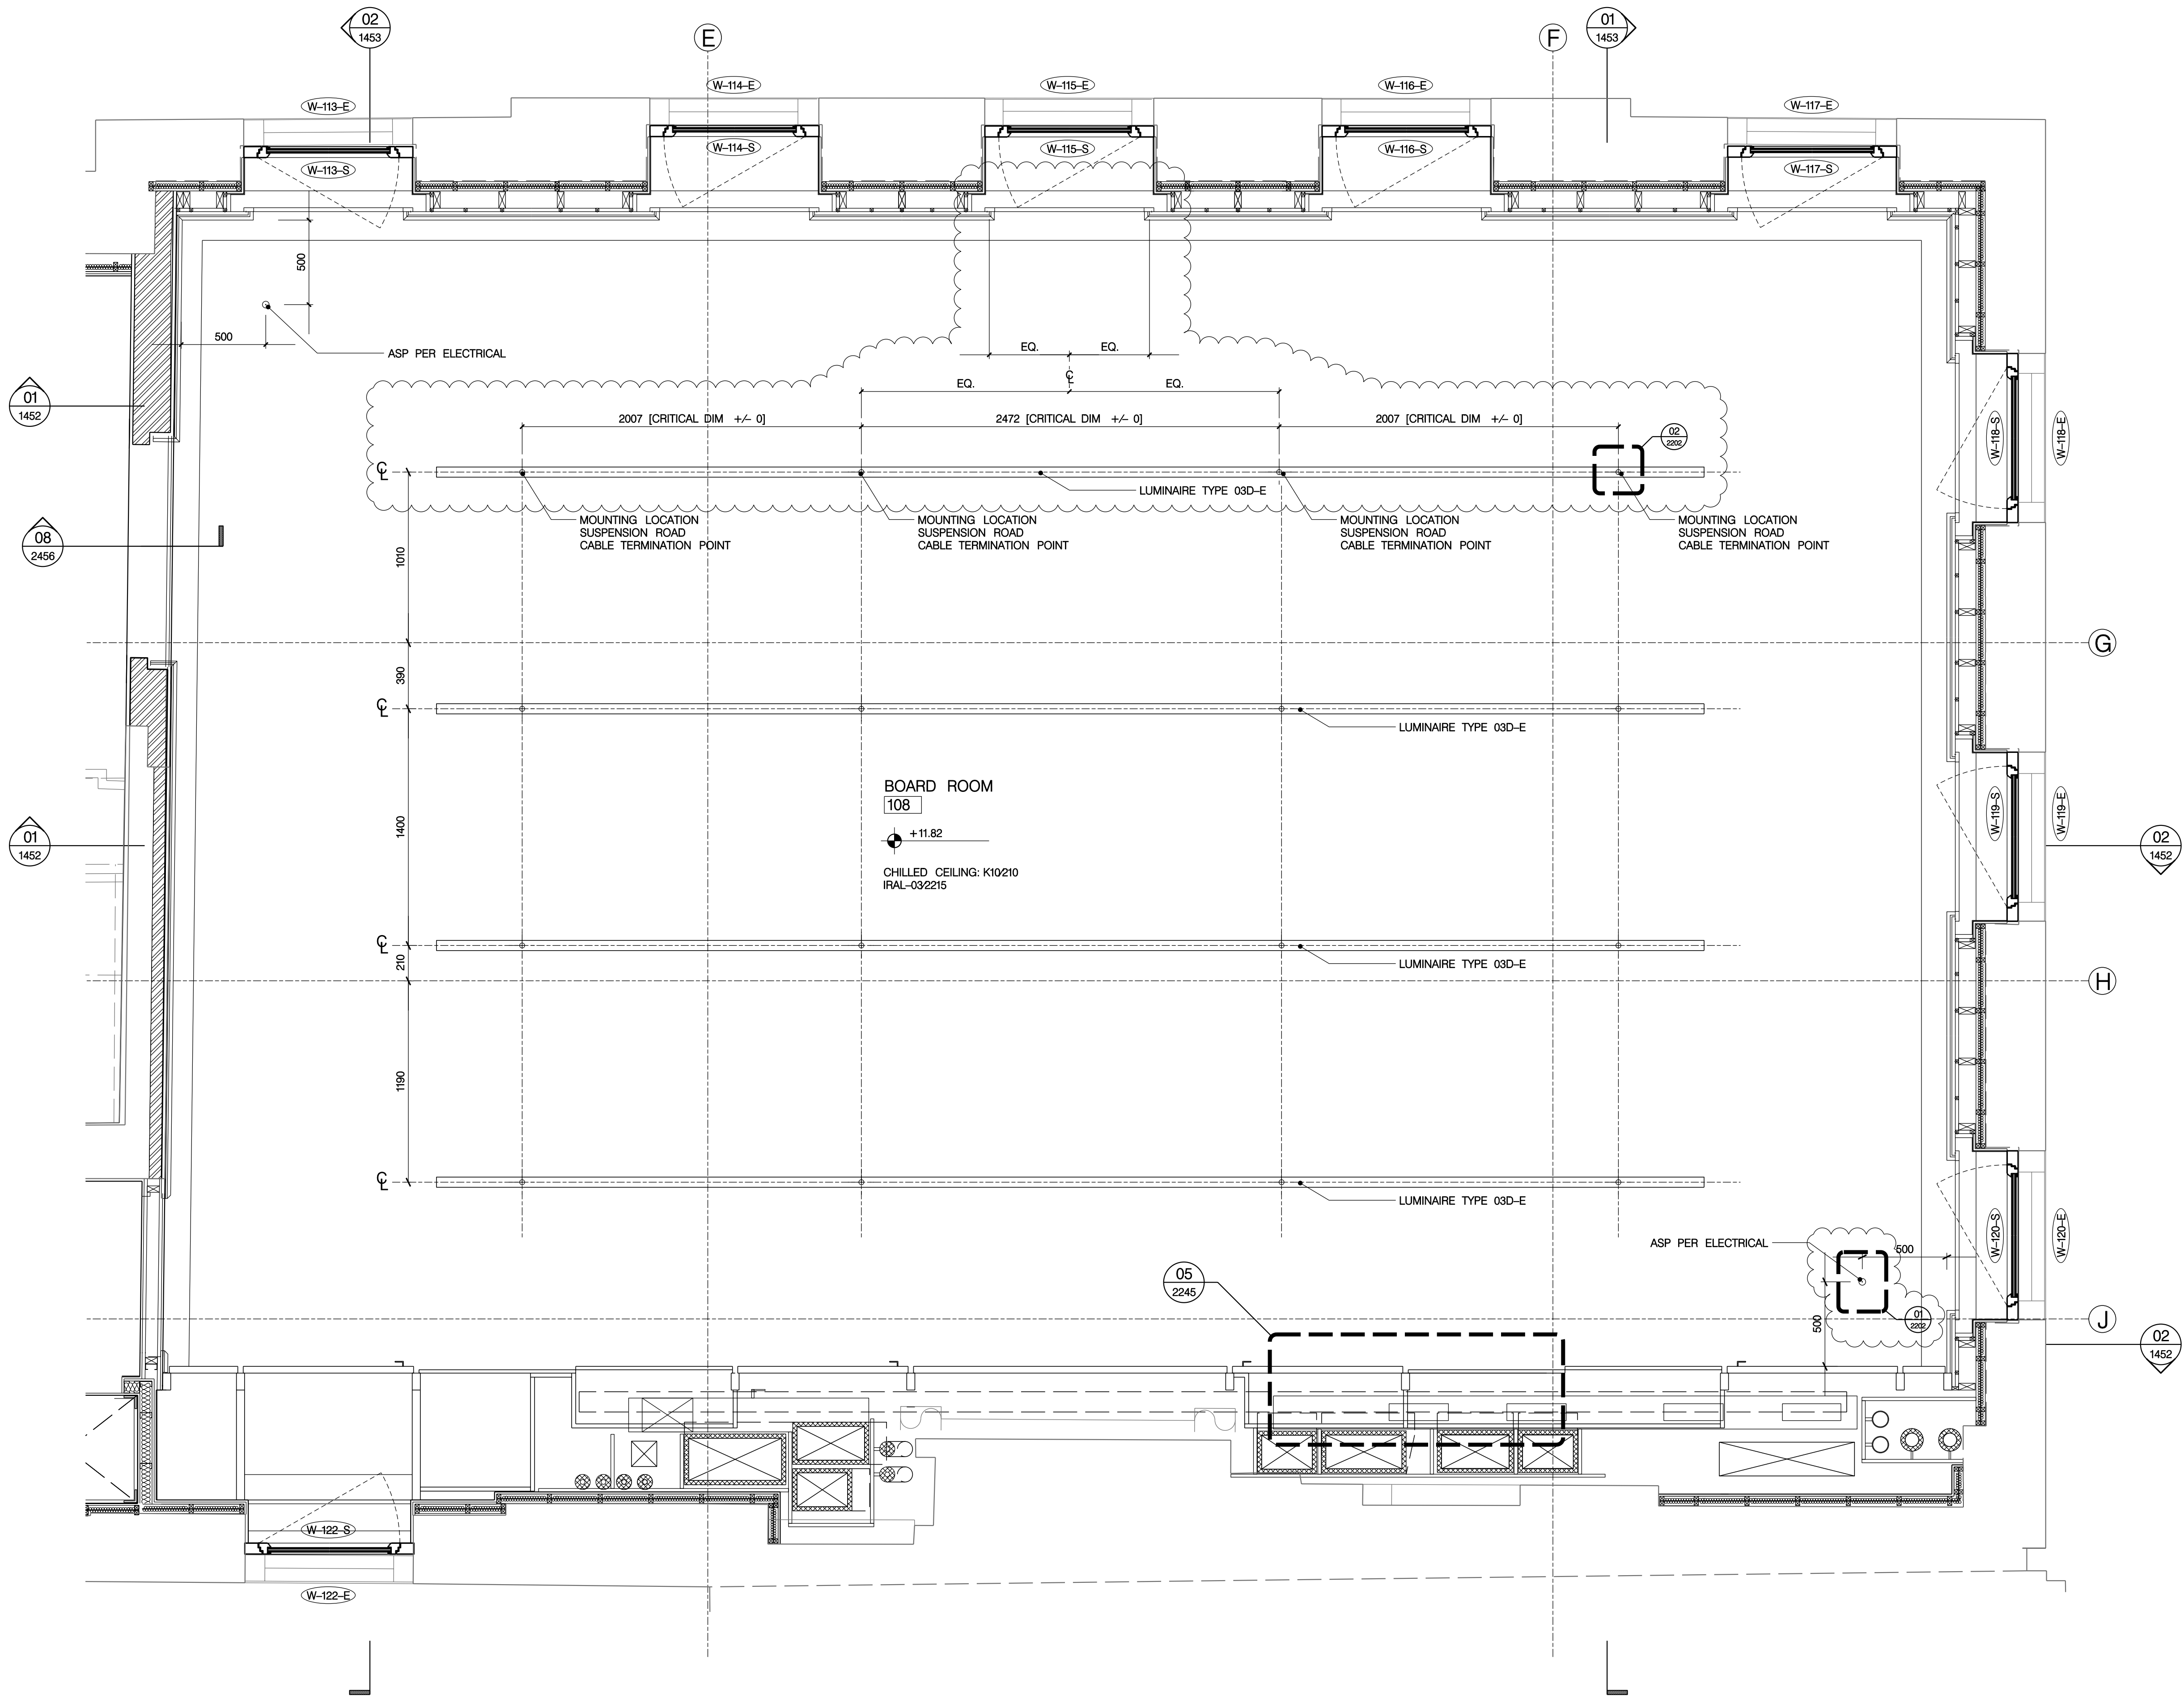 02
1453
E
F
01
1453
W-113-E
W-114-E
W-115-E
W-116-E
W-117-E
W-113-S
W-114-S
W-115-S
W-116-S
W-117-S
500
500
ASP PER ELECTRICAL
EQ.
EQ.
EQ.
EQ.
01
1452
2007 [CRITICAL DIM +/- 0]
2472 [CRITICAL DIM +/- 0]
2007 [CRITICAL DIM +/- 0]
02
2202
W-118-S
W-118-E
LUMINAIRE TYPE 03D-E
MOUNTING LOCATION
SUSPENSION ROAD
CABLE TERMINATION POINT
MOUNTING LOCATION
SUSPENSION ROAD
CABLE TERMINATION POINT
MOUNTING LOCATION
SUSPENSION ROAD
CABLE TERMINATION POINT
MOUNTING LOCATION
SUSPENSION ROAD
CABLE TERMINATION POINT
08
2456
1010
G
390
LUMINAIRE TYPE 03D-E
BOARD ROOM
108
+11.82
CHILLED CEILING: K10/210
IRAL-03/2215
1400
01
1452
W-119-S
W-119-E
02
1452
LUMINAIRE TYPE 03D-E
210
H
1190
LUMINAIRE TYPE 03D-E
ASP PER ELECTRICAL
500
W-120-S
W-120-E
05
2245
500
01
2202
J
02
1452
W-122-S
W-122-E